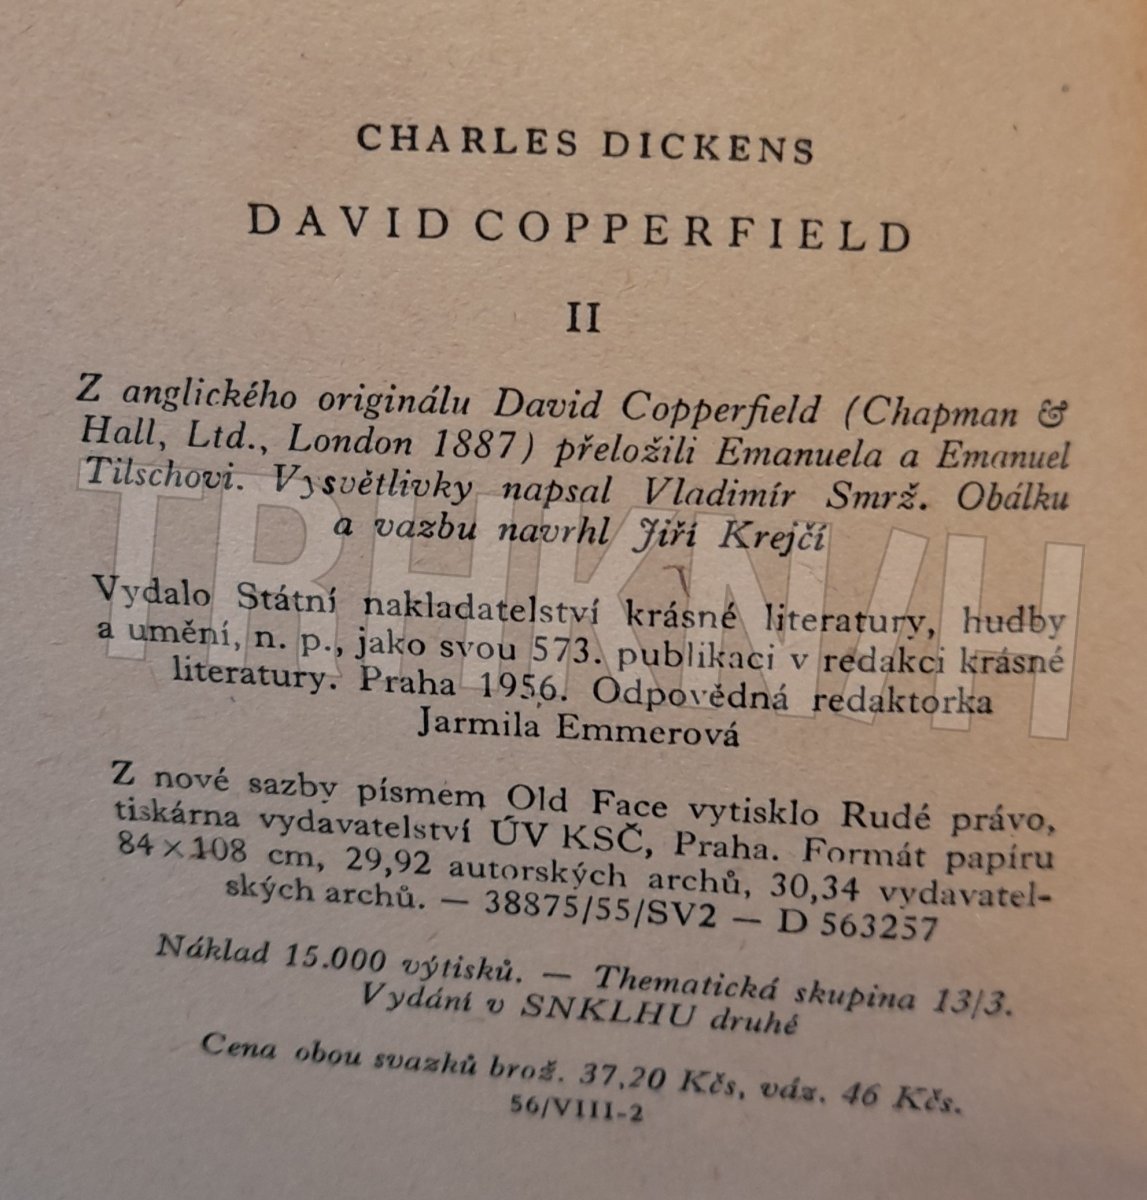 CHARLES DICKENS
DAVID COPPERFIELD
II
Z anglického originálu David Copperfield (Chapman &
Hall, Ltd., London 1887) přeložili Emanuela a Emanuel
Tilschovi. Vysvětlivky napsal Vladimír Smrž. Obálku
a vazbu navrhl Jiří Krejčí
TRHKNIH
Vydalo Státní nakladatelství krásné literatury, hudby
a umění, n. p., jako svou 573. publikaci v redakci krásné
literatury. Praha 1956. Odpovědná redaktorka
Jarmila Emmerová
Z nové sazby písmem Old Face vytisklo Rudé právo,
tiskárna vydavatelství ÚV KSČ, Praha. Formát papíru
84×108 cm, 29,92 autorských archů, 30,34 vydavatel-
ských archů. — 38875/55/SV2 — D 563257
Náklad 15.000 výtisků. — Thematická skupina 13/3.
Vydání v SNKLHU druhé
Cena obou svazků brož. 37,20 Kčs, váz. 46 Kčs.
56/VIII-2